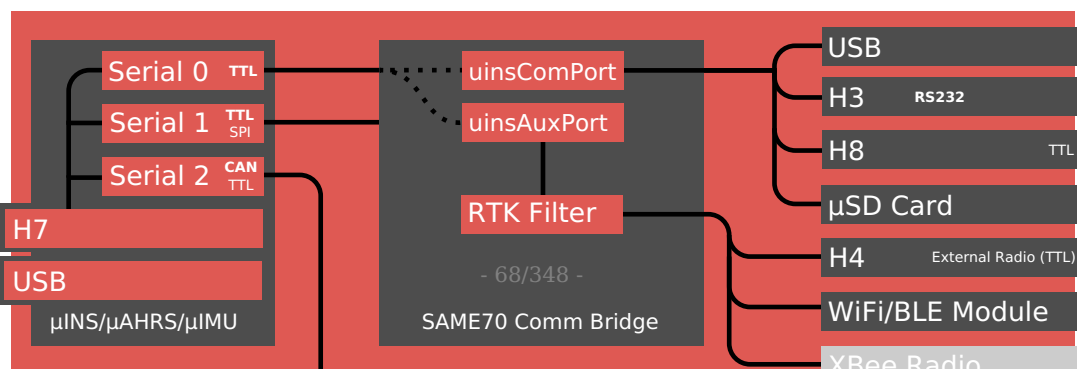 Serial 0 TTL
Serial 1 TTL
SPI
Serial 2 CAN
TTL
H7
USB
µINS/µAHRS/µIMU
uinsComPort
uinsAuxPort
RTK Filter
- 68/348 -
SAME70 Comm Bridge
USB
H3 RS232
H8 TTL
µSD Card
H4 External Radio (TTL)
WiFi/BLE Module
XBee Radio